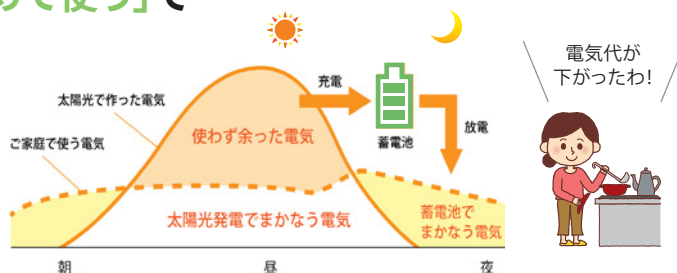 めて使う」で
電気代が
下がったわ!
充電
太陽光で作った電気
使わず余った電気
蓄電池
放電
ご家庭で使う電気
太陽光発電でまかなう電気
蓄電池で
まかなう電気
朝
昼
夜